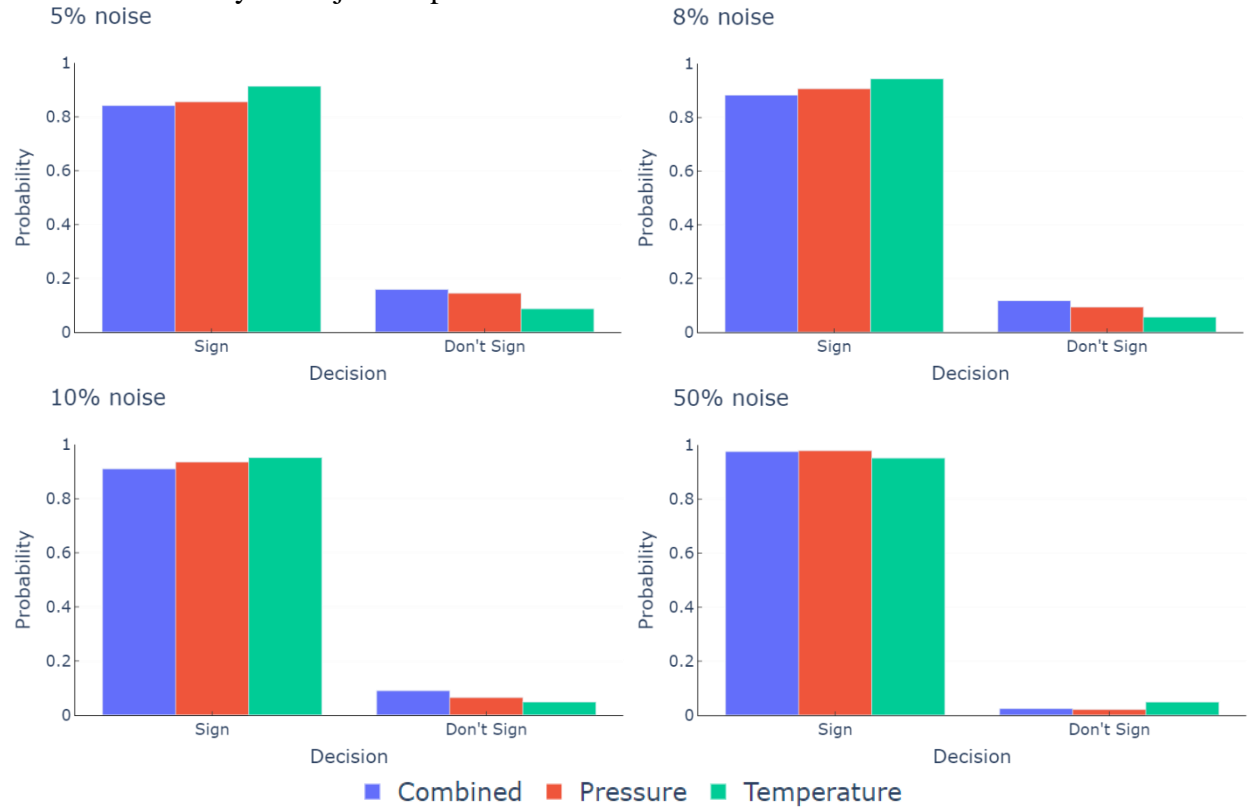 5% noise
8% noise
1
0.8
0.6
0.4
0.2
0
Probability
Sign
Don't Sign
Decision
1
0.8
0.6
0.4
0.2
0
Probability
Sign
Don't Sign
Decision
10% noise
50% noise
1
0.8
0.6
0.4
0.2
0
Probability
Sign
Don't Sign
Decision
1
0.8
0.6
0.4
0.2
0
Probability
Sign
Don't Sign
Decision
Combined Pressure Temperature